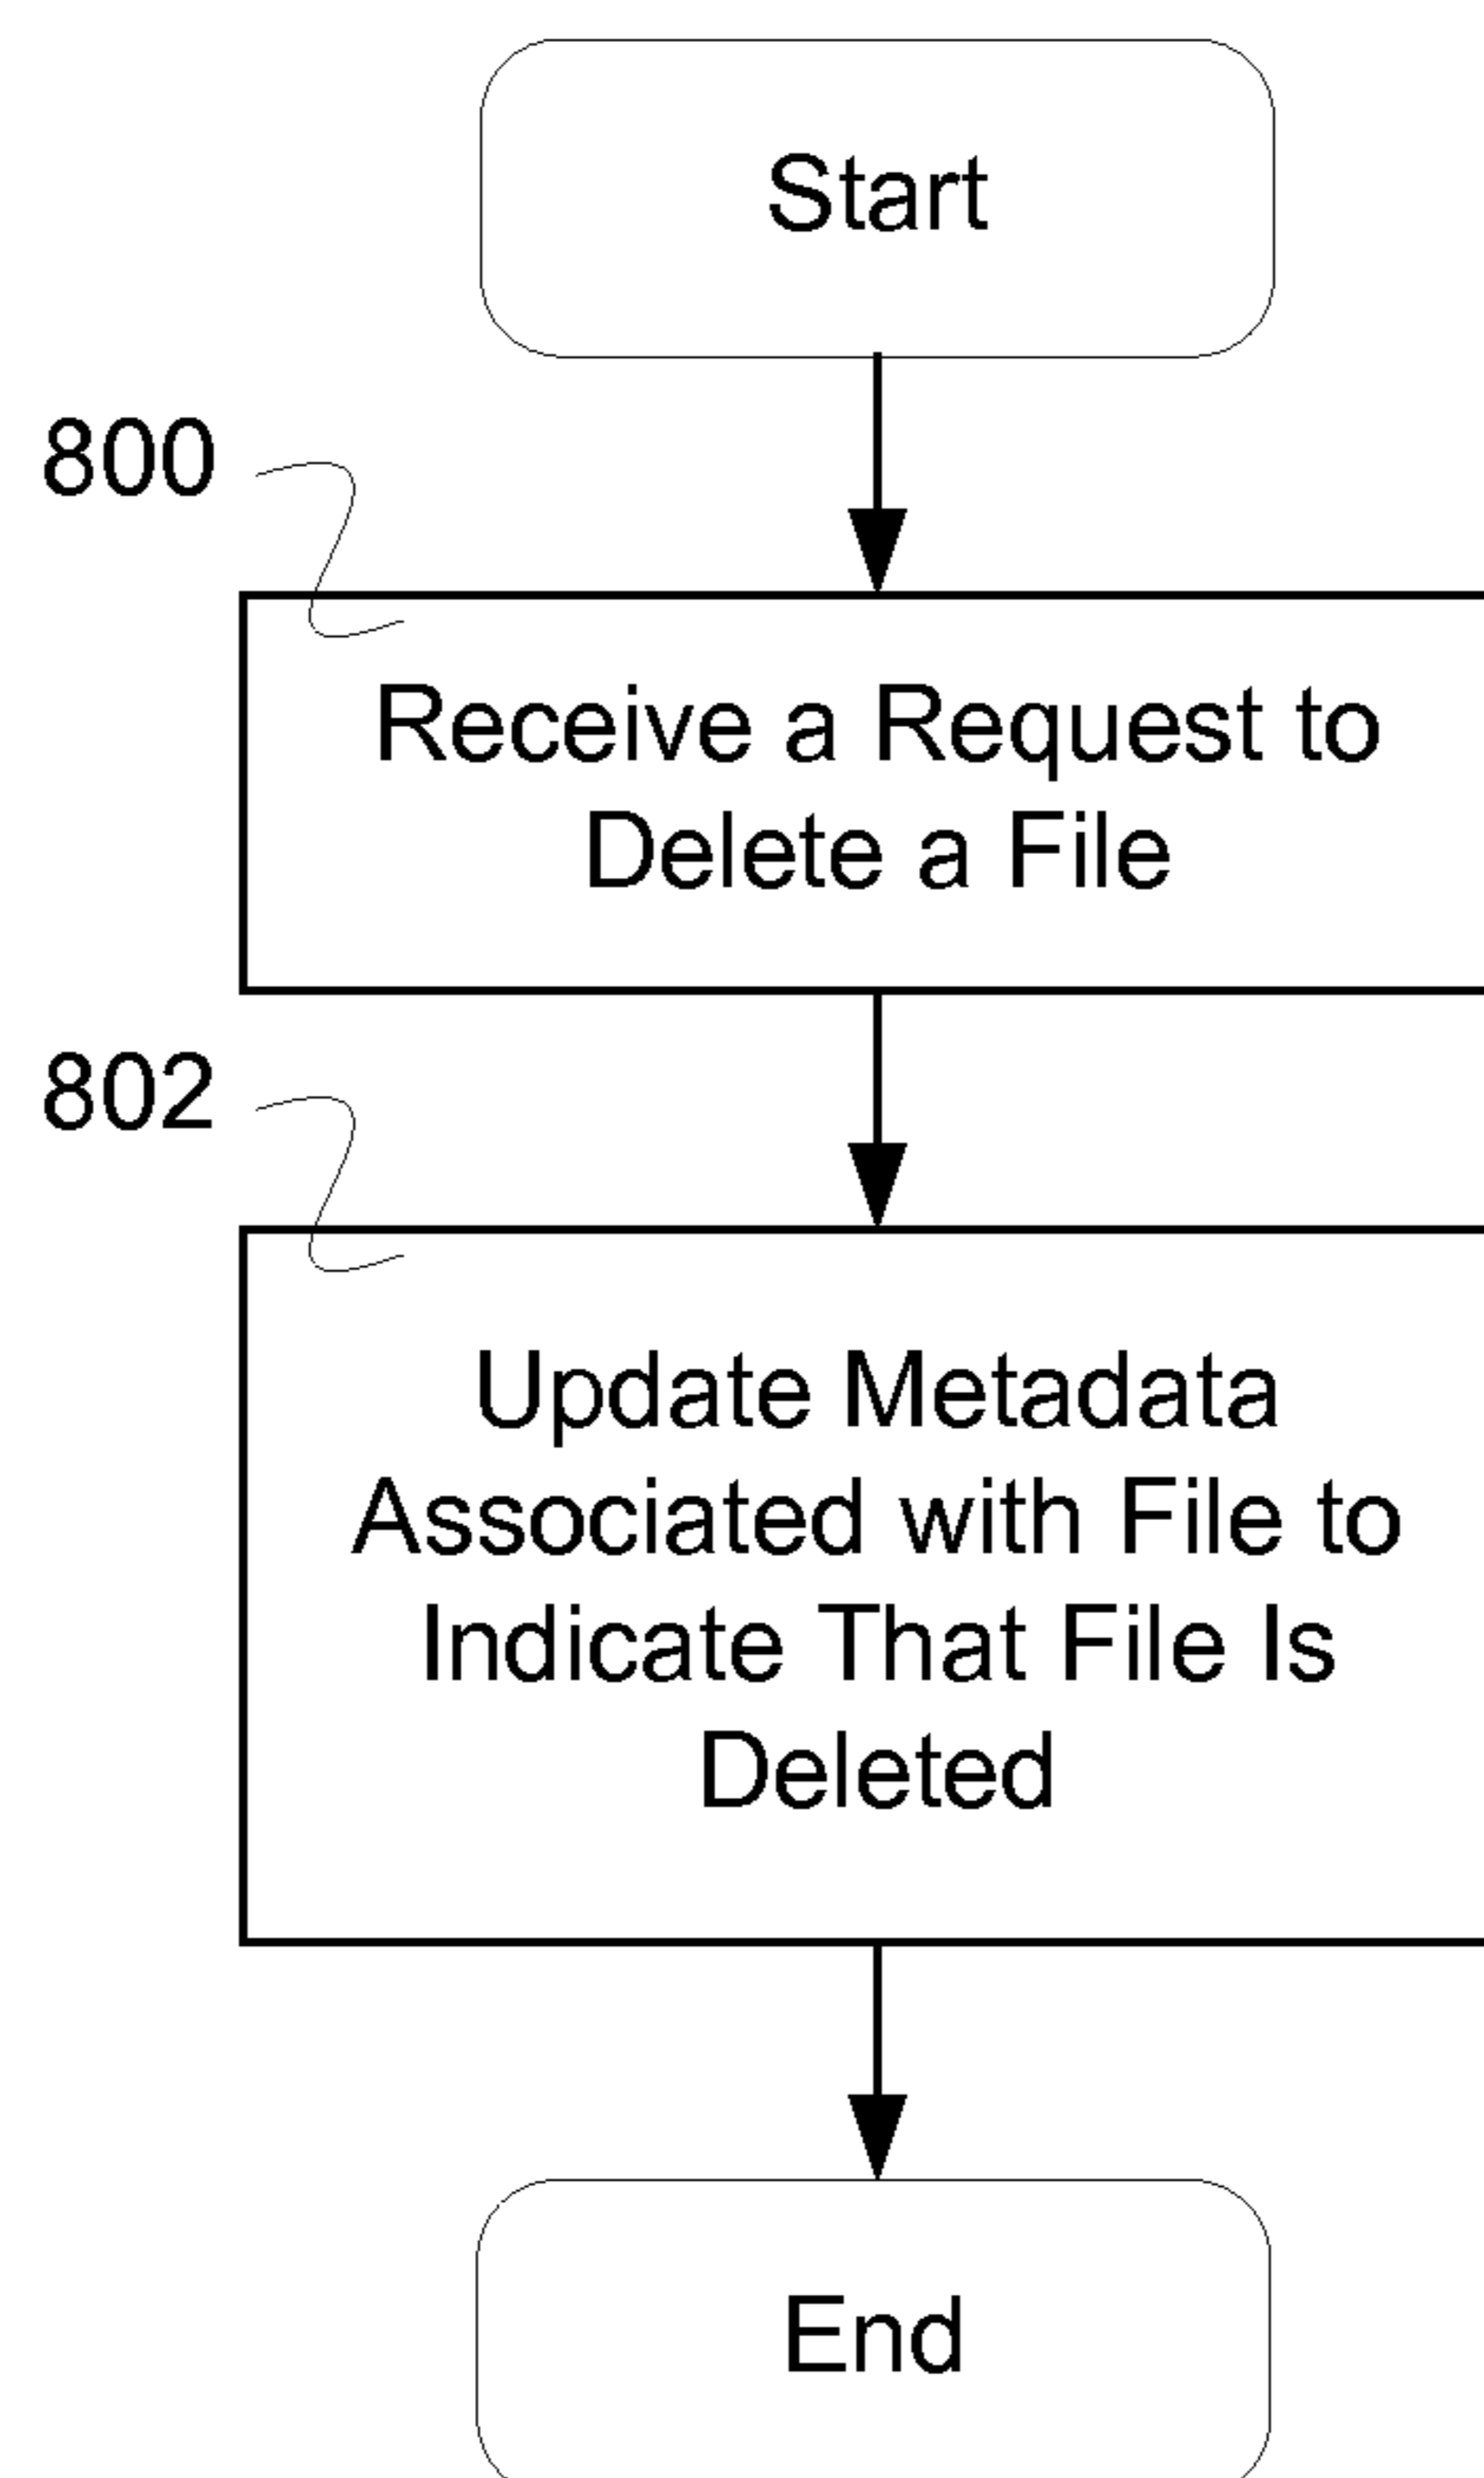 Start
800
Receive a Request to
Delete a File
802
Update Metadata
Associated with File to
Indicate That File Is
Deleted
End